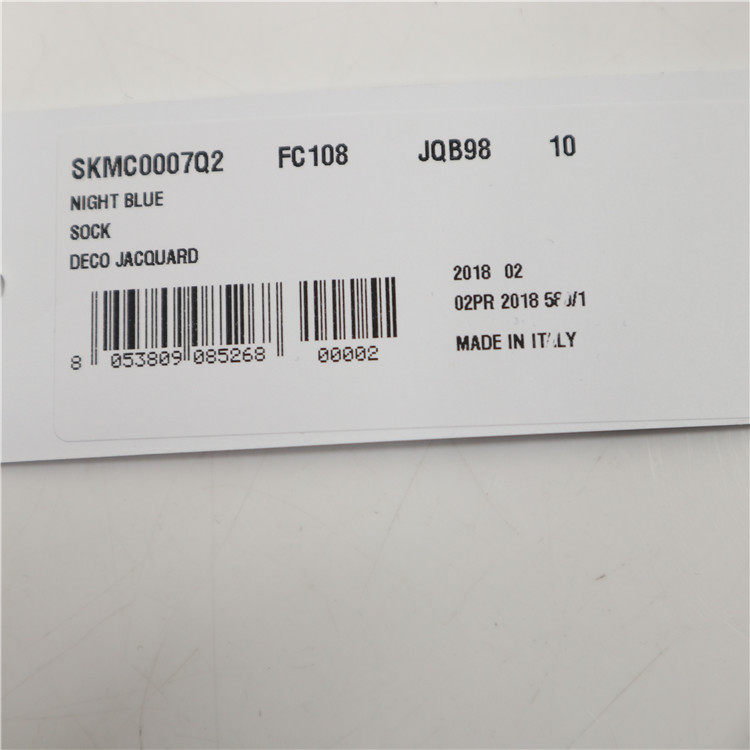 SKMC0007Q2 FC108 JQB98 10
NIGHT BLUE
SOCK
DECO JACQUARD
8 053809 085268 00002
2018 02
02PR 2018
MADE IN ITALY